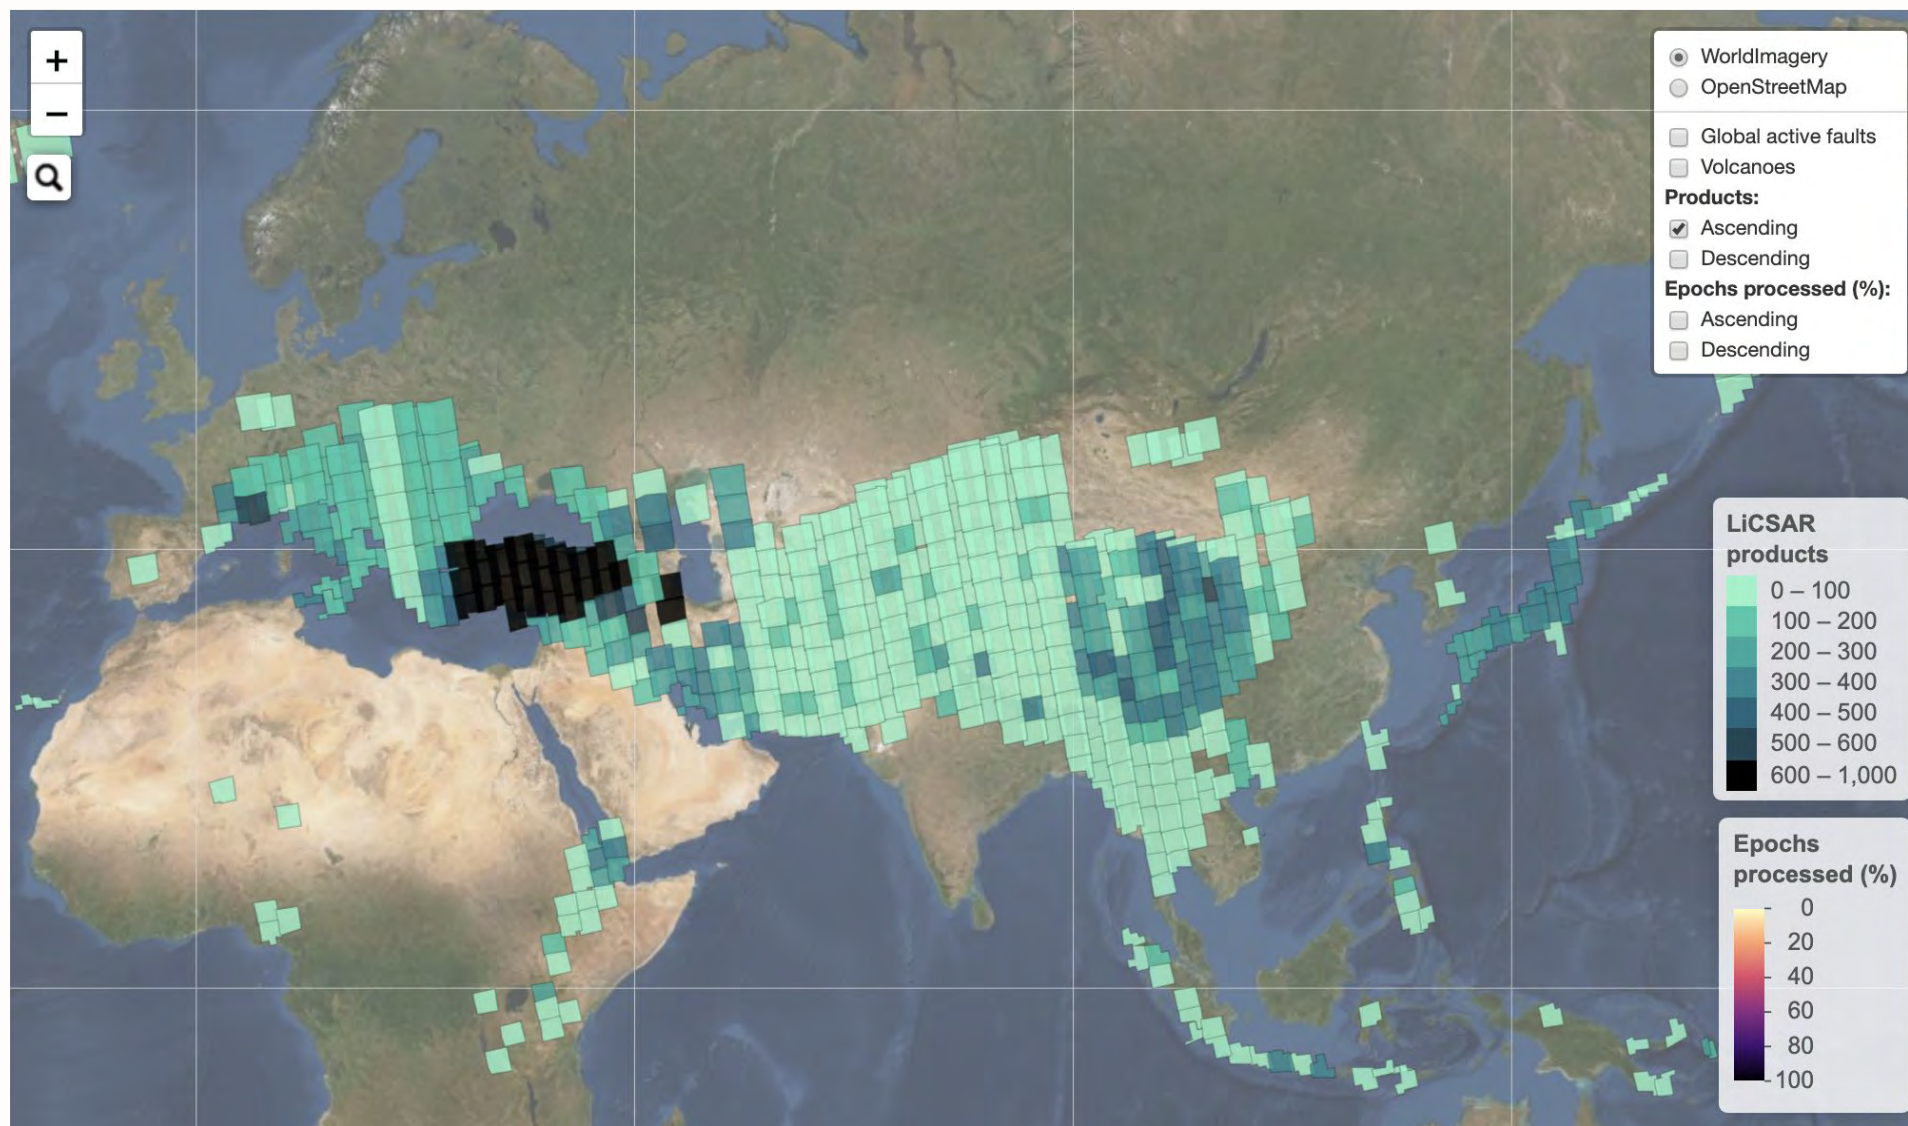 +
−
WorldImagery
OpenStreetMap
Global active faults
Volcanoes
Products:
Ascending
Descending
Epochs processed (%):
Ascending
Descending
LiCSAR
products
0 – 100
100 – 200
200 – 300
300 – 400
400 – 500
500 – 600
600 – 1,000
Epochs
processed (%)
0
20
40
60
80
100